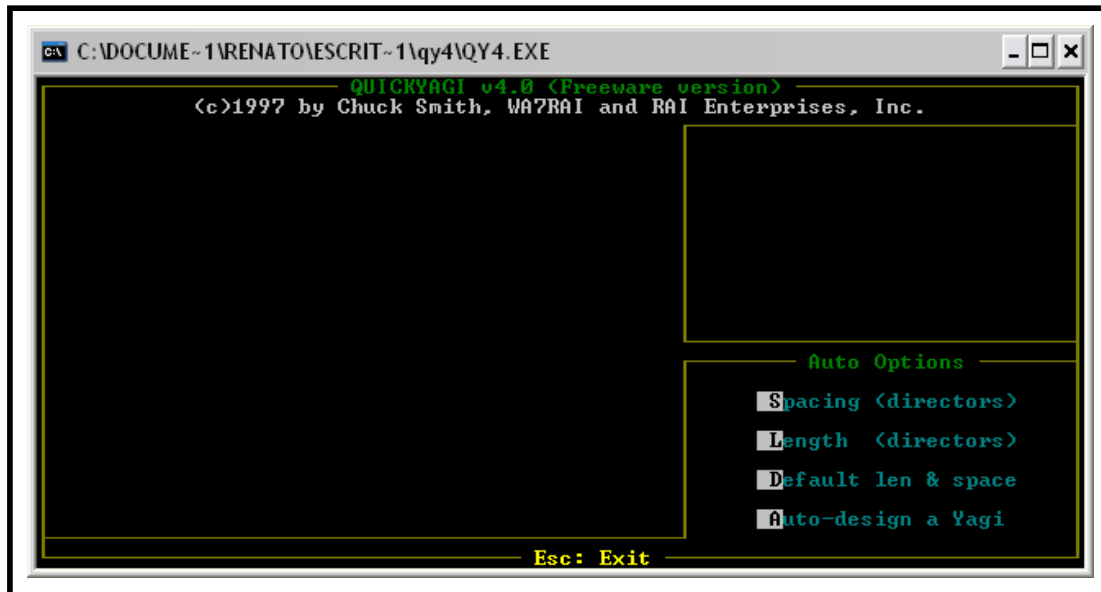 C:\DOCUME~1\RENATO\ESCRIT~1\qy4\QY4.EXE
QUICKYAGI v4.0 (Freeware version)
(c)1997 by Chuck Smith, WA7RAI and RAI Enterprises, Inc.
Auto Options
Spacing (directors)
Length (directors)
Default len & space
Auto-design a Yagi
Esc: Exit